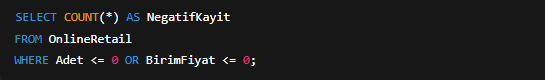 SELECT COUNT(*) AS NegatifKayit
FROM OnlineRetail
WHERE Adet <= 0 OR BirimFiyat <= 0;